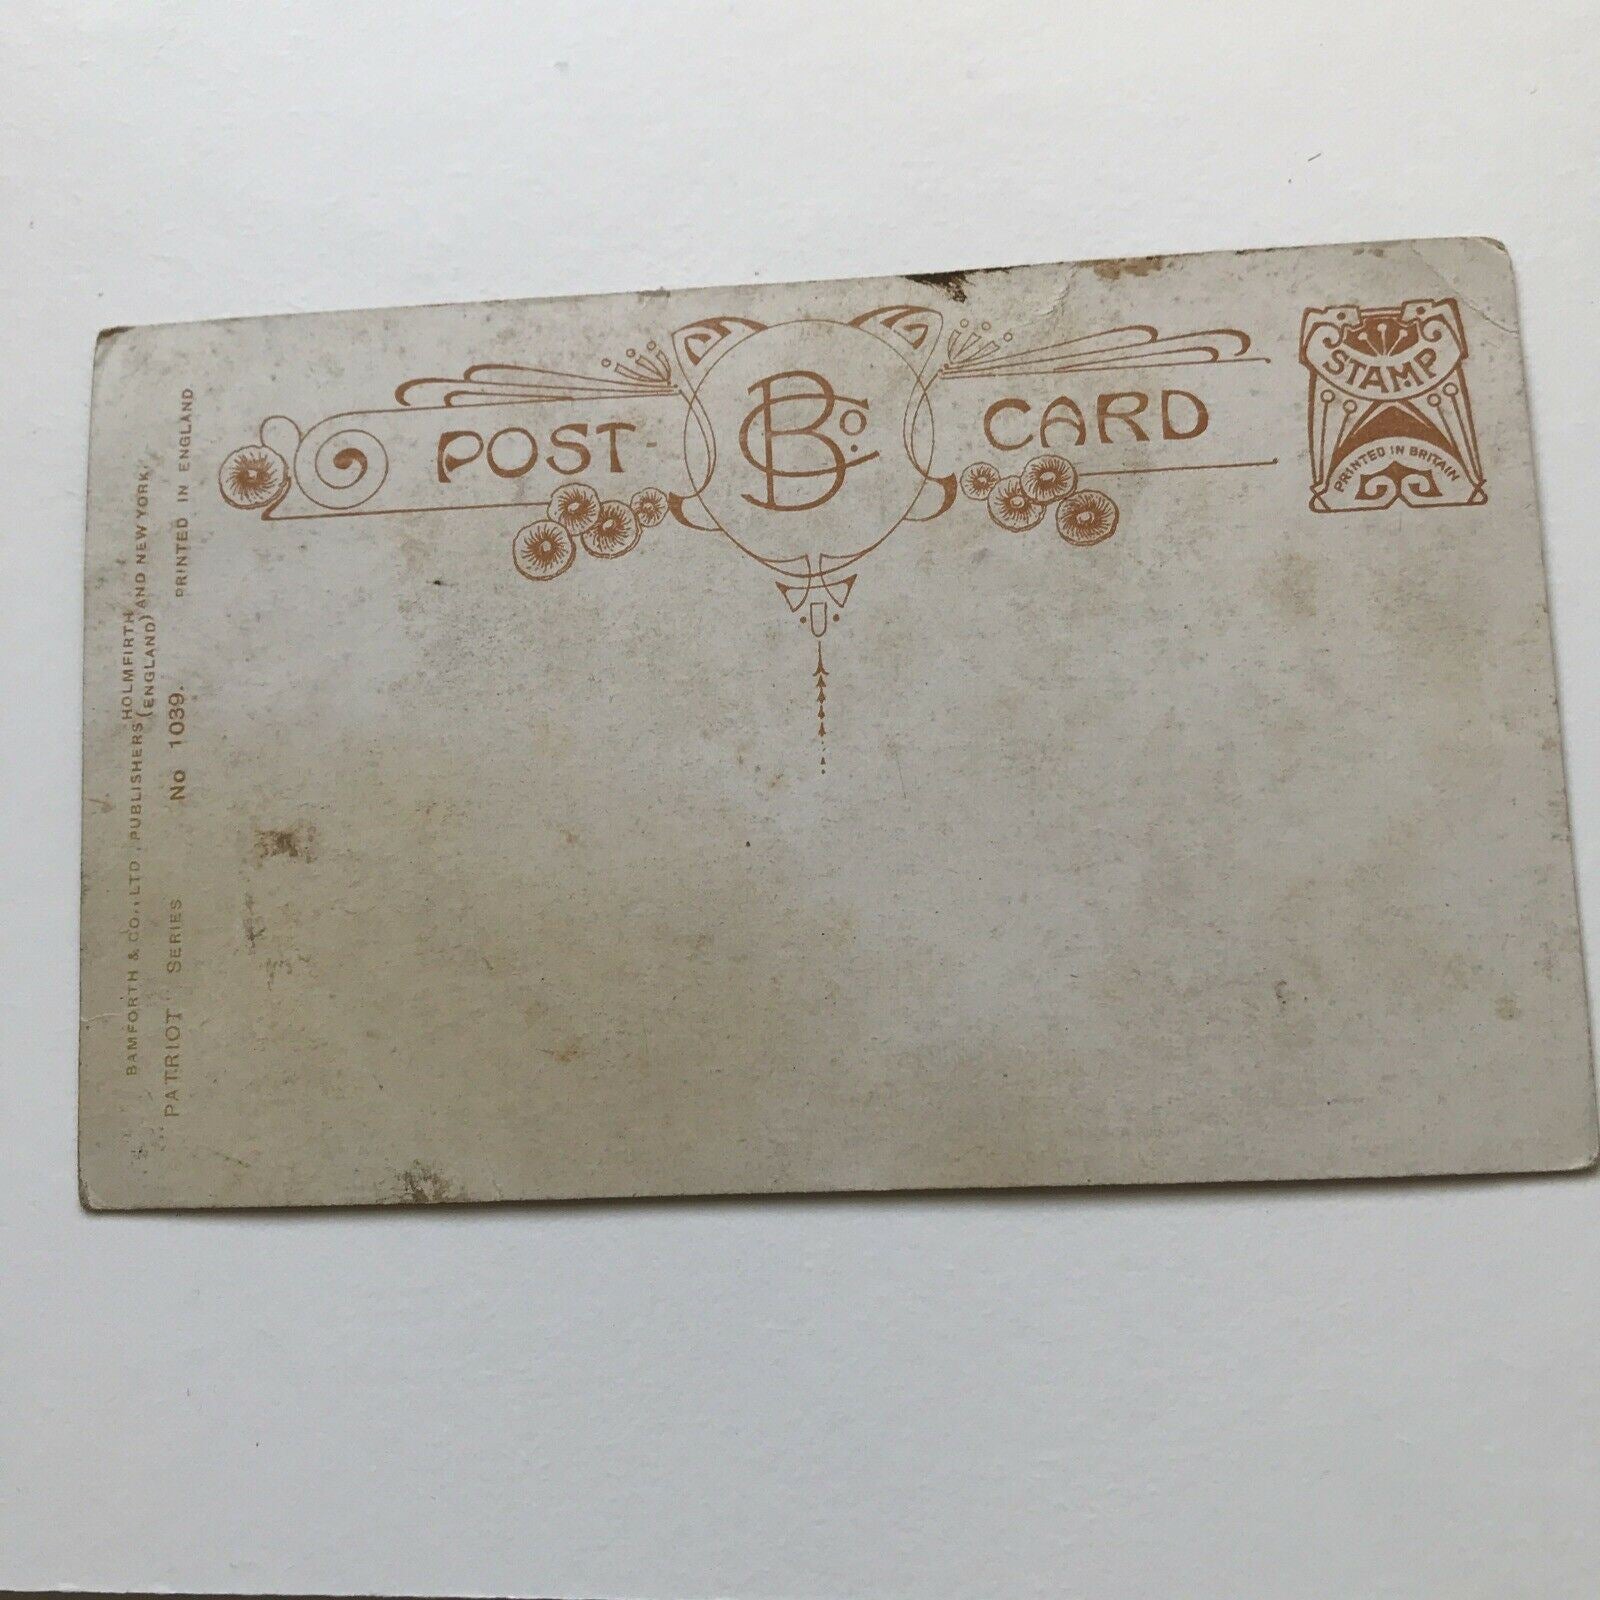 POST-CARD
BCo.
STAMP
PRINTED IN BRITAIN
BAMFORTH & CO., LTD., PUBLISHERS HOLMFIRTH (ENGLAND) AND NEW YORK.
"PATRIOT" SERIES No 1039. PRINTED IN ENGLAND